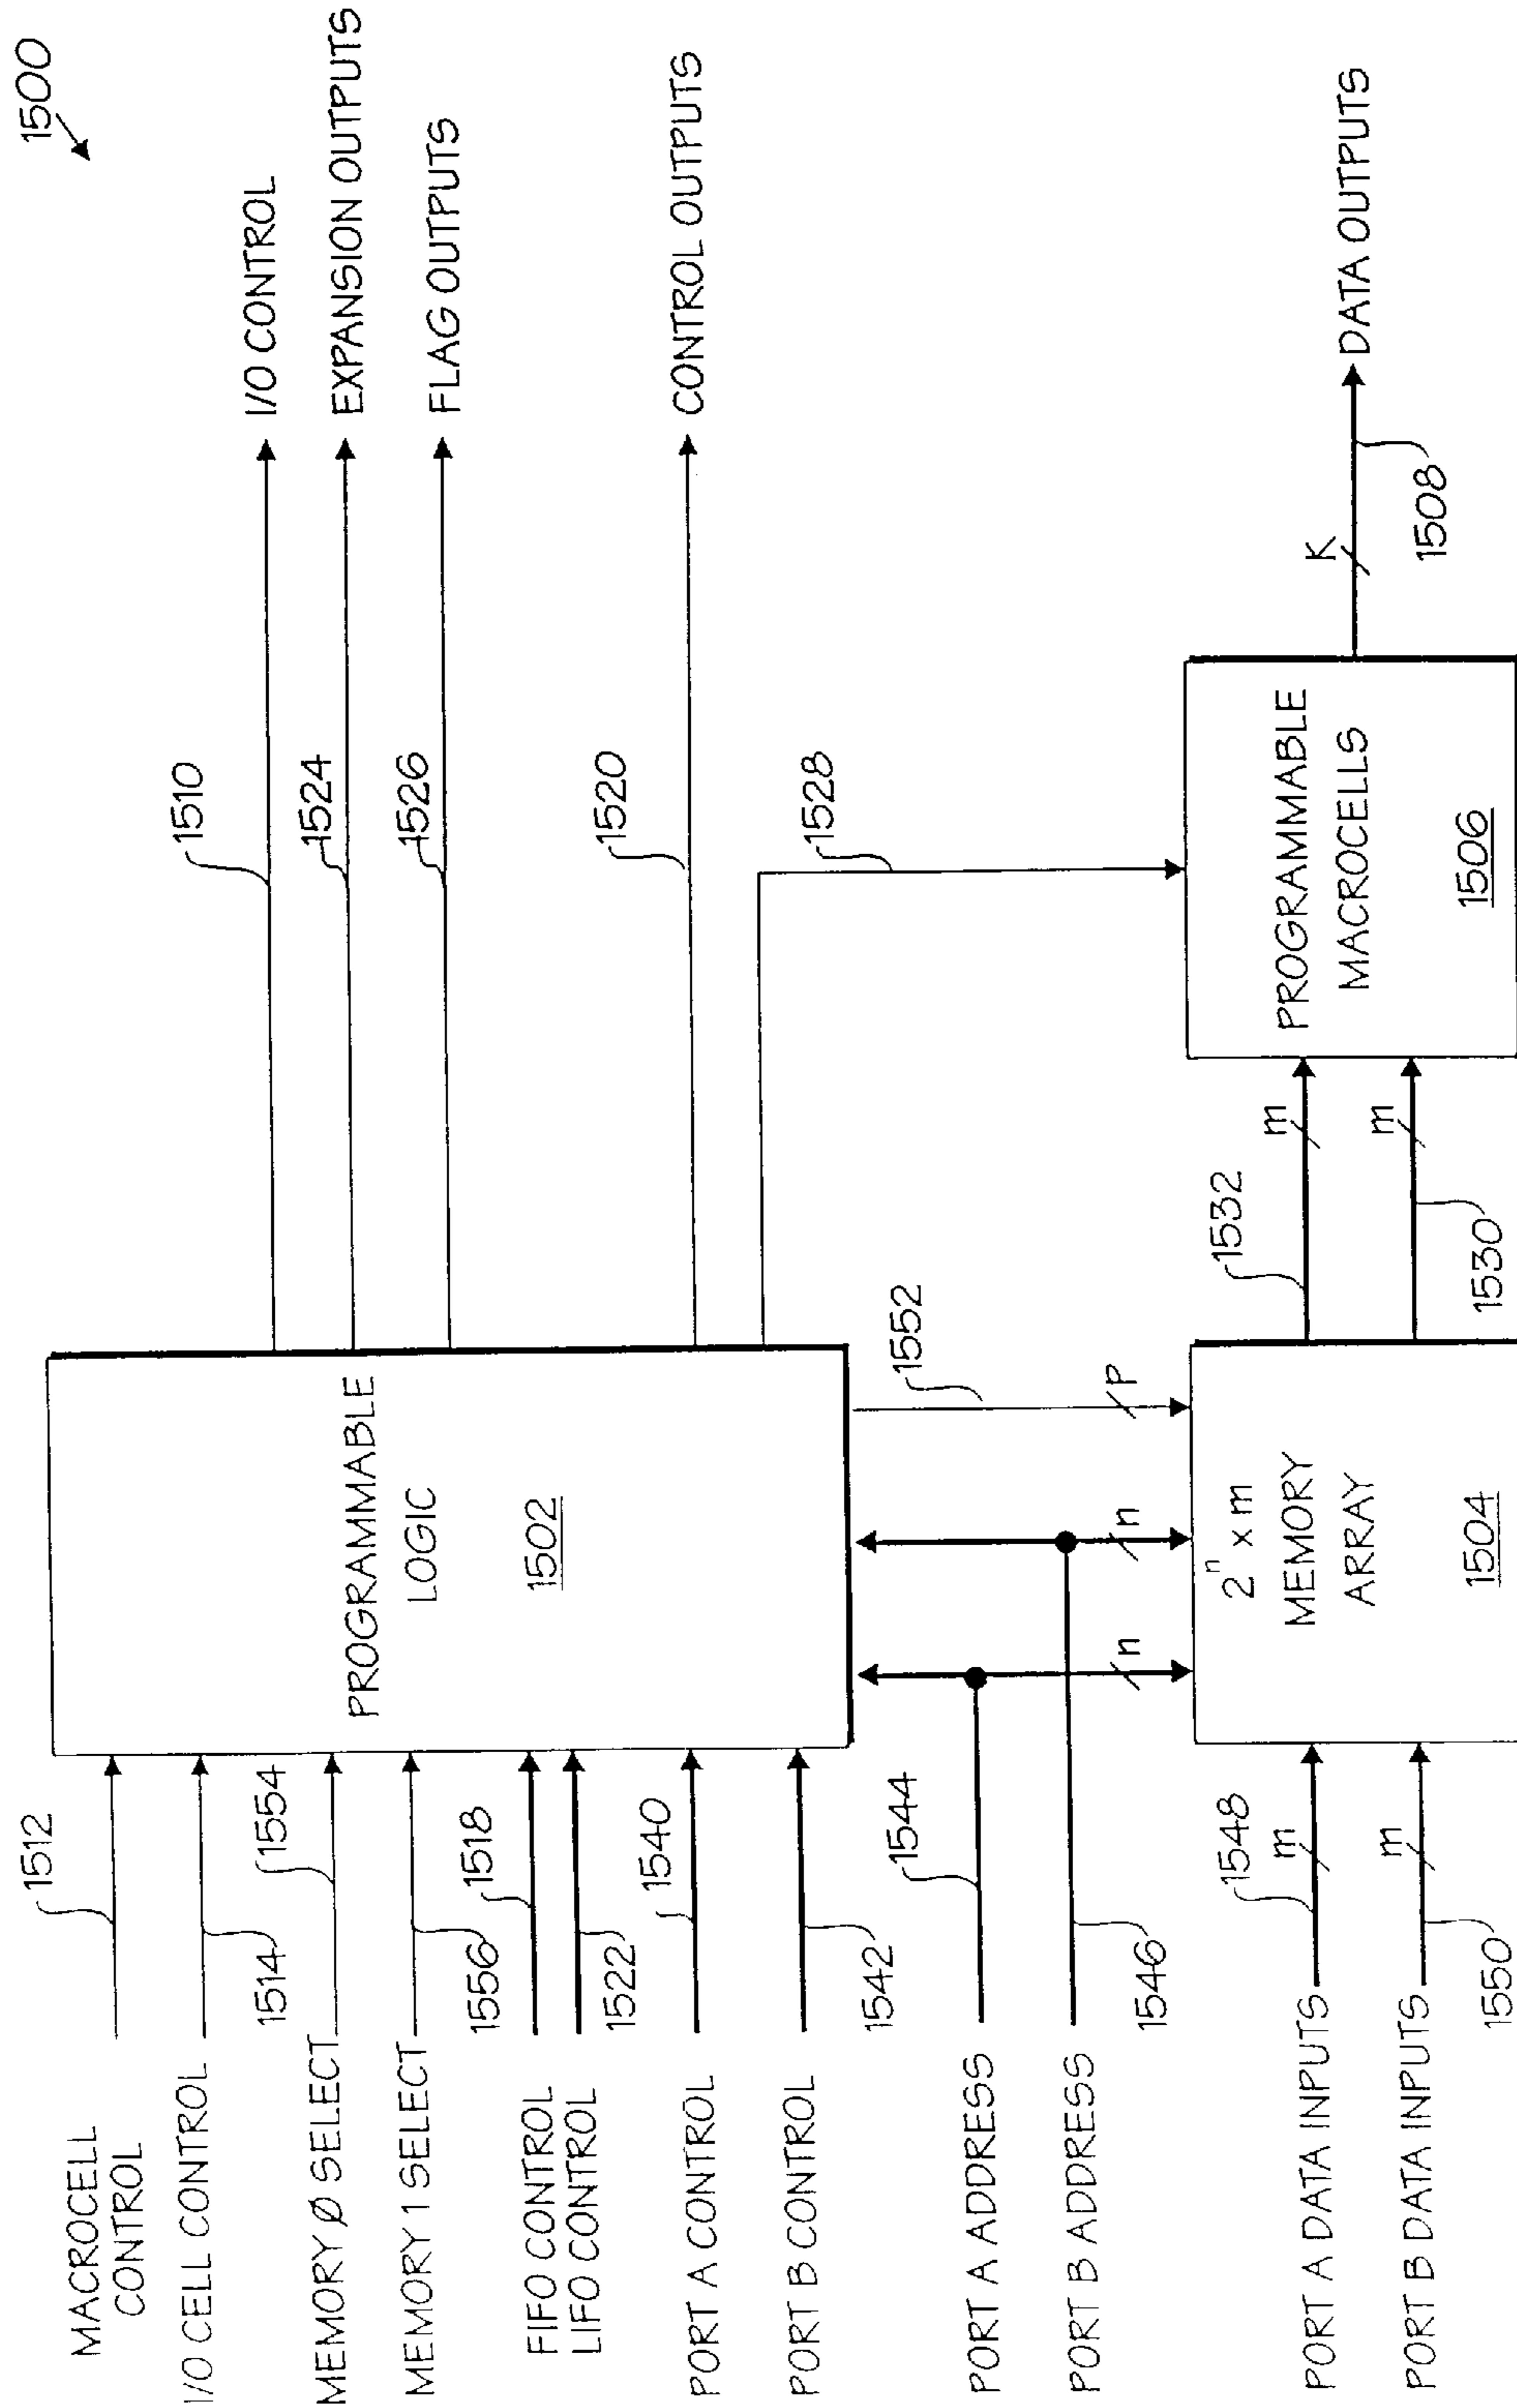 1500
MACROCELL
CONTROL
1512
I/O CELL CONTROL
1514
MEMORY Ø SELECT
1554
MEMORY 1 SELECT
1556
FIFO CONTROL
1518
LIFO CONTROL
1522
PORT A CONTROL
1540
PORT B CONTROL
1542
PORT A ADDRESS
1544
PORT B ADDRESS
1546
PORT A DATA INPUTS
1548
m
PORT B DATA INPUTS
1550
m
PROGRAMMABLE
LOGIC
1502
n
n
P
1552
2ⁿ x m
MEMORY
ARRAY
1504
1532
m
1530
m
1510
I/O CONTROL
1524
EXPANSION OUTPUTS
1526
FLAG OUTPUTS
1520
CONTROL OUTPUTS
1528
PROGRAMMABLE
MACROCELLS
1506
K
1508
DATA OUTPUTS